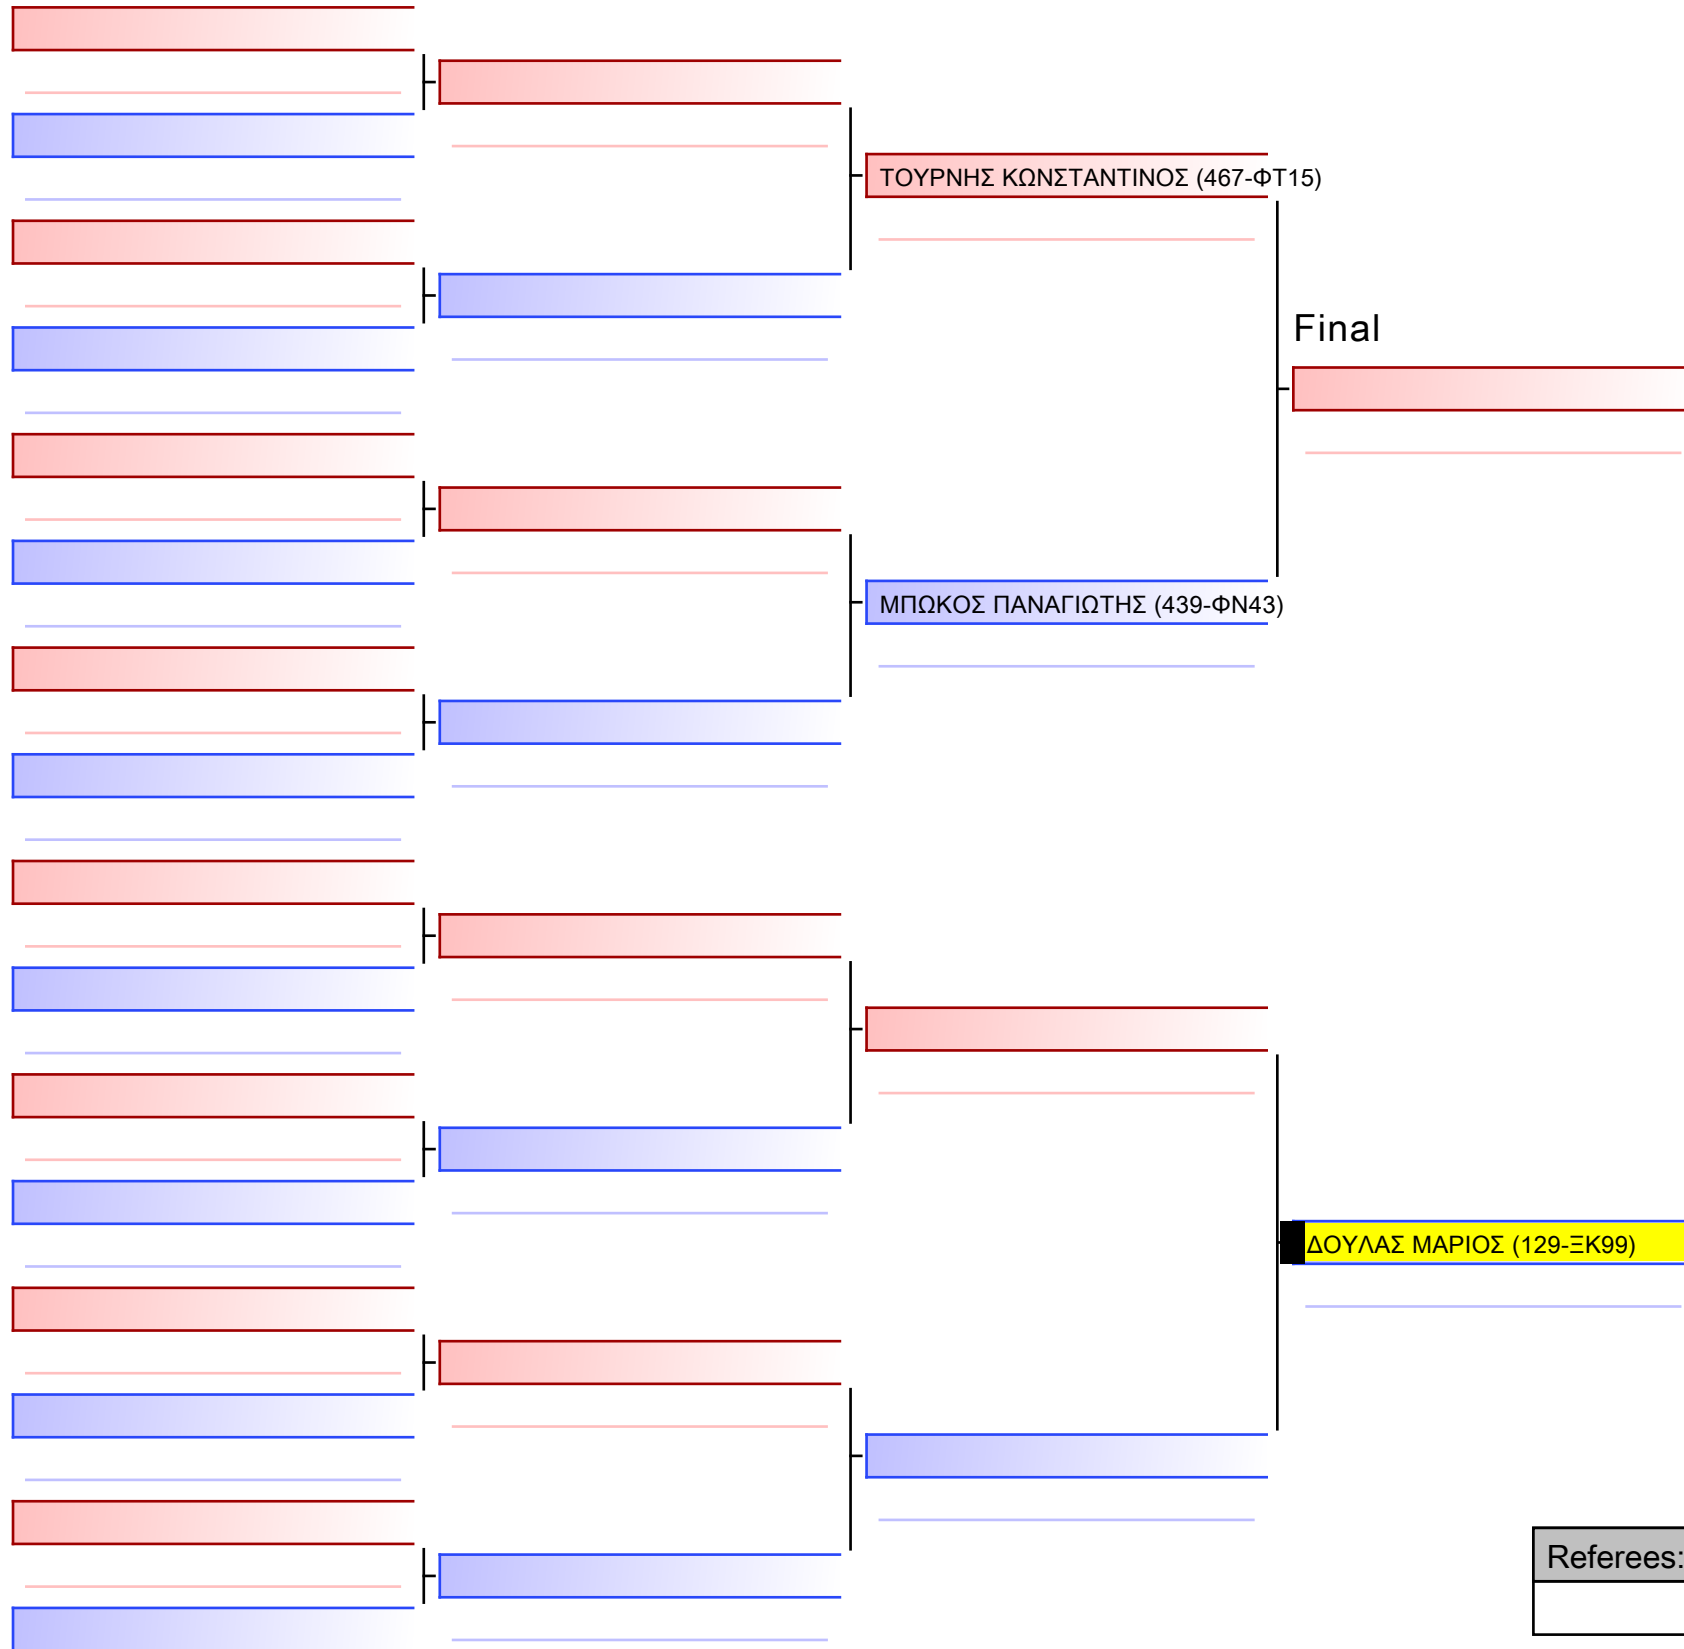 ΤΟΥΡΝΗΣ ΚΩΝΣΤΑΝΤΙΝΟΣ (467-ΦΤ15)
Final
ΜΠΩΚΟΣ ΠΑΝΑΓΙΩΤΗΣ (439-ΦΝ43)
ΔΟΥΛΑΣ ΜΑΡΙΟΣ (129-ΞΚ99)
Referees: